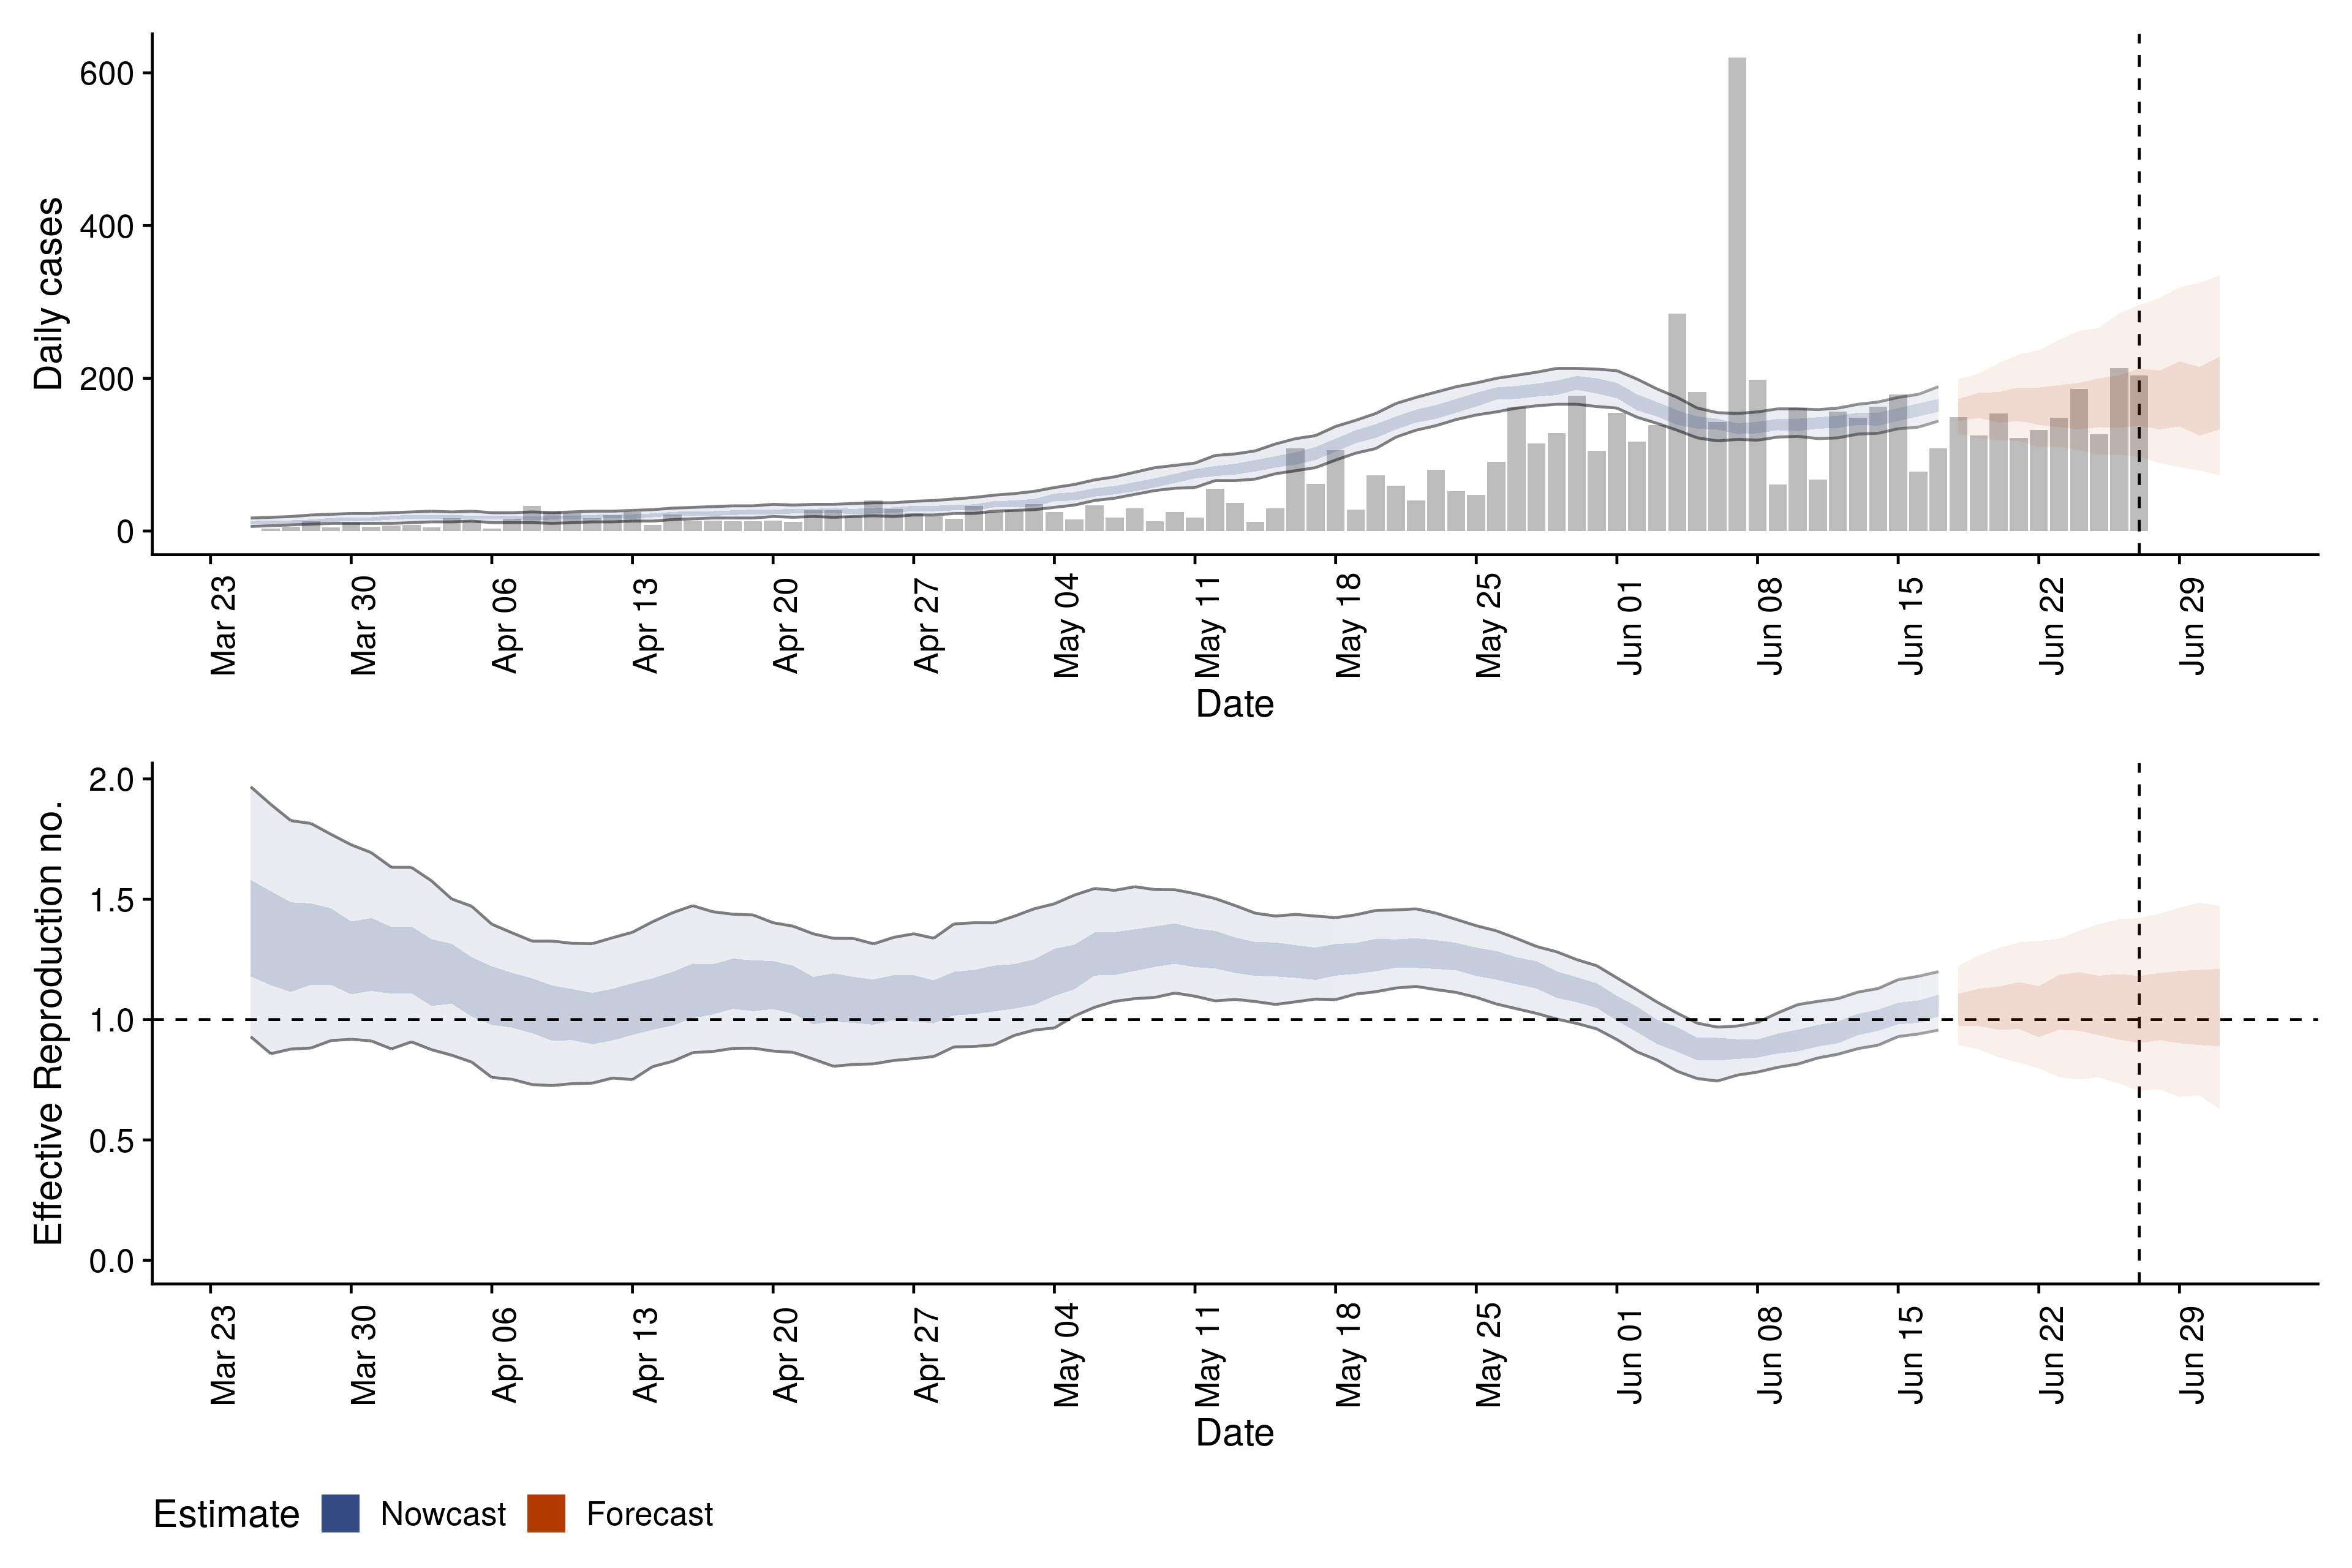 Daily cases
600
400
200
0
Mar 23
Mar 30
Apr 06
Apr 13
Apr 20
Apr 27
May 04
May 11
May 18
May 25
Jun 01
Jun 08
Jun 15
Jun 22
Jun 29
Date
Effective Reproduction no.
2.0
1.5
1.0
0.5
0.0
Mar 23
Mar 30
Apr 06
Apr 13
Apr 20
Apr 27
May 04
May 11
May 18
May 25
Jun 01
Jun 08
Jun 15
Jun 22
Jun 29
Date
Estimate Nowcast Forecast